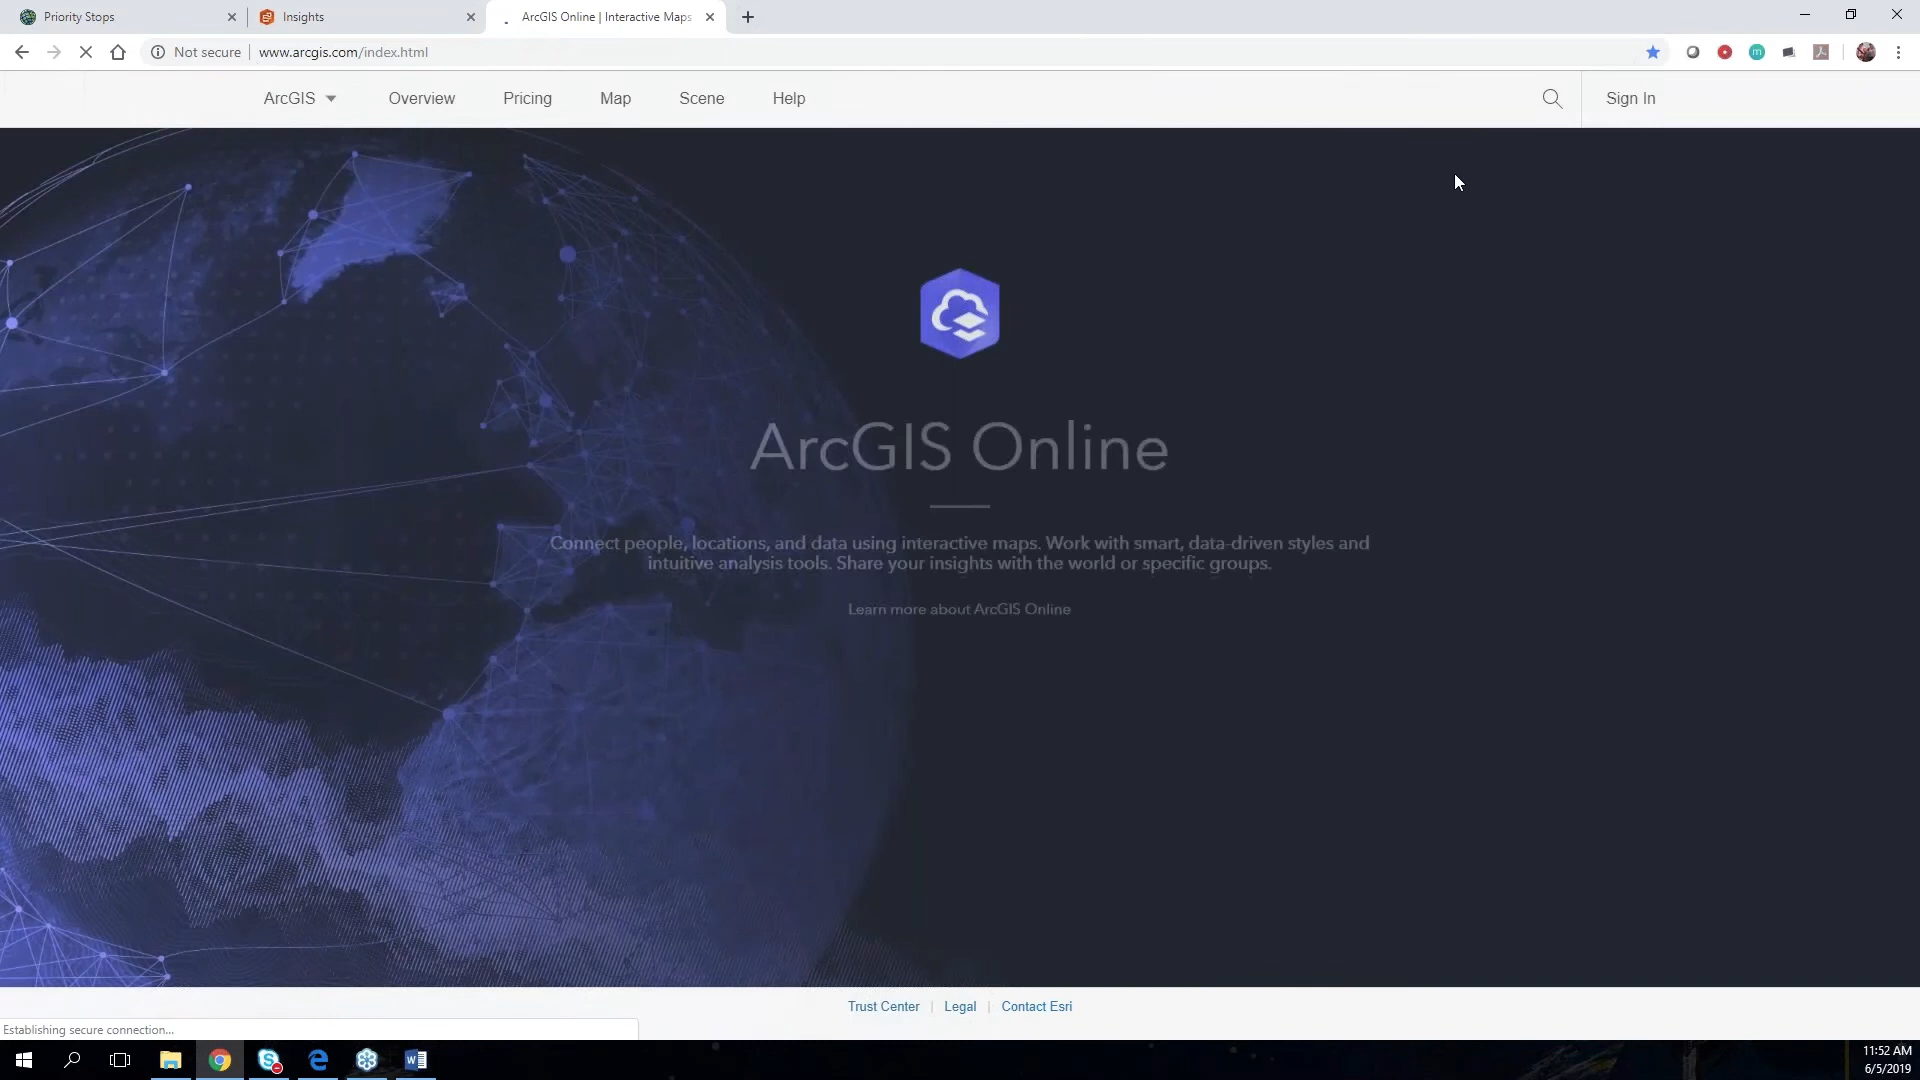 Priority Stops
Insights
ArcGIS Online | Interactive Maps
Not secure
www.arcgis.com/index.html
ArcGIS
Overview
Pricing
Map
Scene
Help
Sign In
ArcGIS Online
Connect people, locations, and data using interactive maps. Work with smart, data-driven styles and
intuitive analysis tools. Share your insights with the world or specific groups.
Learn more about ArcGIS Online
Trust Center | Legal | Contact Esri
Establishing secure connection...
11:52 AM
6/5/2019